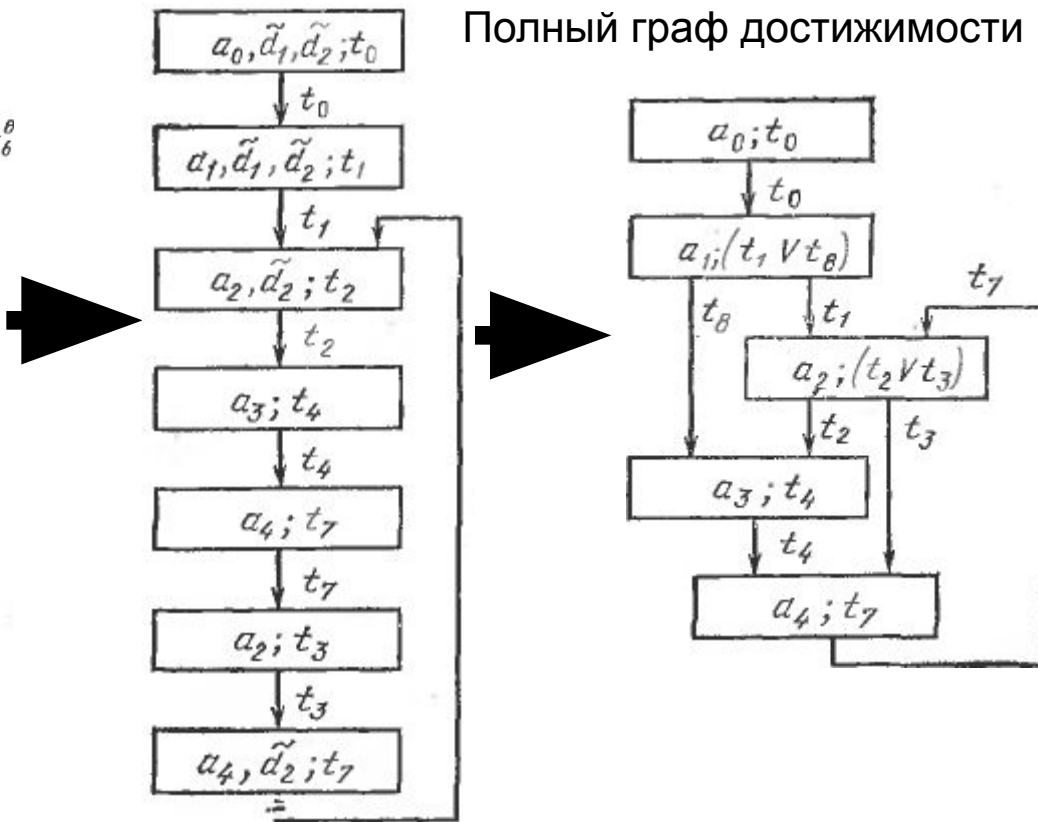 Полный граф достижимости
a₀, d̃₁, d̃₂; t₀
t₀
a₁, d̃₁, d̃₂; t₁
t₁
a₂, d̃₂; t₂
t₂
a₃; t₄
t₄
a₄; t₇
t₇
a₂; t₃
t₃
a₄, d̃₂; t₇
a₀; t₀
t₀
a₁; (t₁ V t₈)
t₈
t₁
t₇
a₂; (t₂ V t₃)
t₂
t₃
a₃; t₄
t₄
a₄; t₇